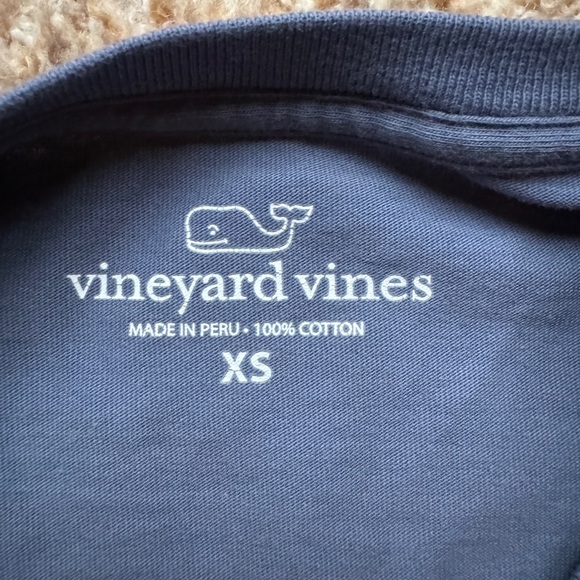 vineyard vines
MADE IN PERU • 100% COTTON
XS